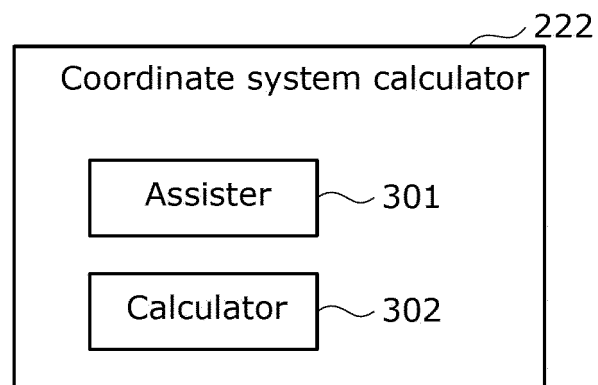 222
Coordinate system calculator
Assister 301
Calculator 302